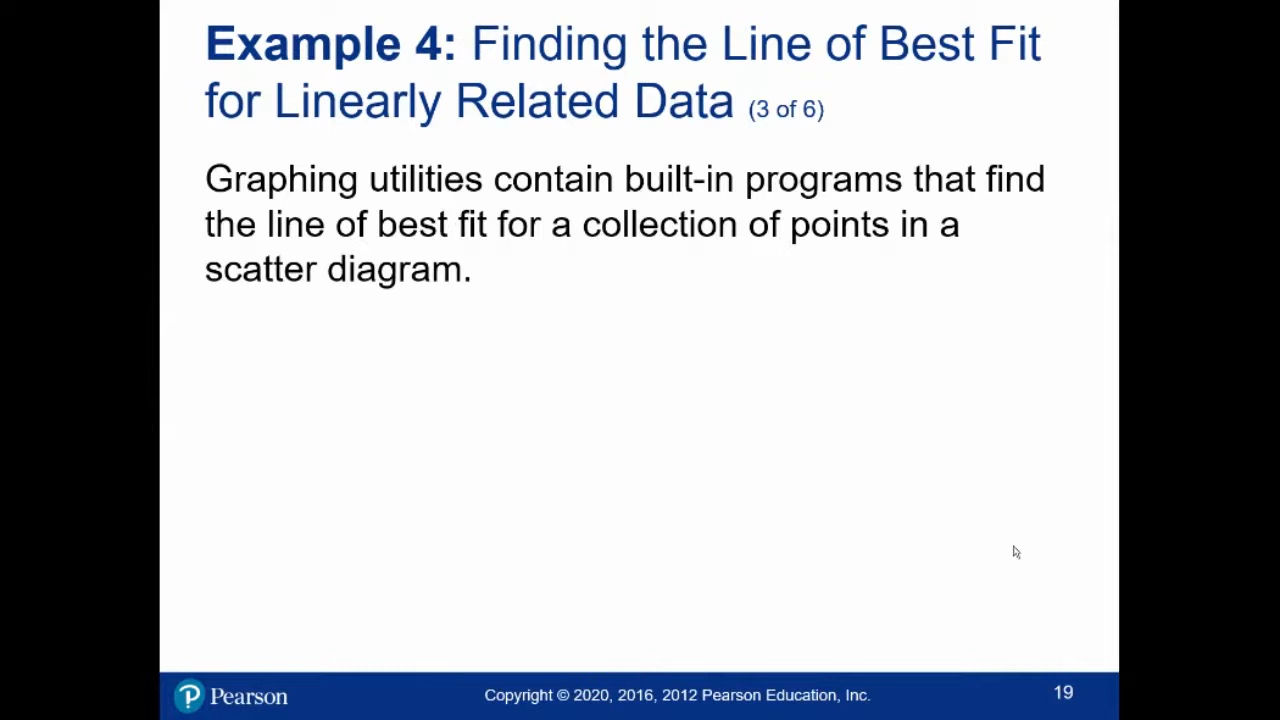 Example 4: Finding the Line of Best Fit
for Linearly Related Data (3 of 6)
Graphing utilities contain built-in programs that find
the line of best fit for a collection of points in a
scatter diagram.
Pearson
Copyright © 2020, 2016, 2012 Pearson Education, Inc.
19